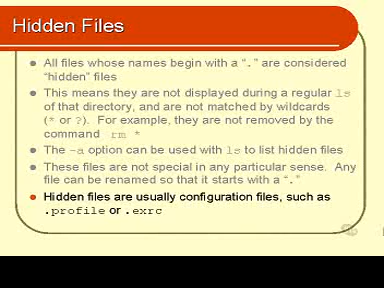 Hidden Files
All files whose names begin with a “.” are considered
“hidden” files
This means they are not displayed during a regular ls
of that directory, and are not matched by wildcards
(* or ?). For example, they are not removed by the
command rm *
The -a option can be used with ls to list hidden files
These files are not special in any particular sense. Any
file can be renamed so that it starts with a “.”
Hidden files are usually configuration files, such as
.profile or .exrc